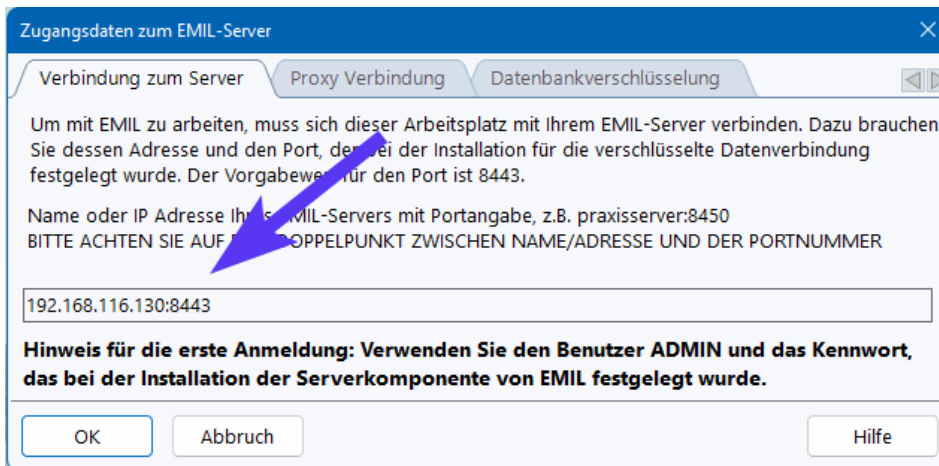 Zugangsdaten zum EMIL-Server
Verbindung zum Server
Proxy Verbindung
Datenbankverschlüsselung
Um mit EMIL zu arbeiten, muss sich dieser Arbeitsplatz mit Ihrem EMIL-Server verbinden. Dazu brauchen
Sie dessen Adresse und den Port, der bei der Installation für die verschlüsselte Datenverbindung
festgelegt wurde. Der Vorgabewert für den Port ist 8443.
Name oder IP Adresse Ihres EMIL-Servers mit Portangabe, z.B. praxisserver:8450
BITTE ACHTEN SIE AUF DOPPELPUNKT ZWISCHEN NAME/ADRESSE UND DER PORTNUMMER
192.168.116.130:8443
Hinweis für die erste Anmeldung: Verwenden Sie den Benutzer ADMIN und das Kennwort,
das bei der Installation der Serverkomponente von EMIL festgelegt wurde.
OK
Abbruch
Hilfe